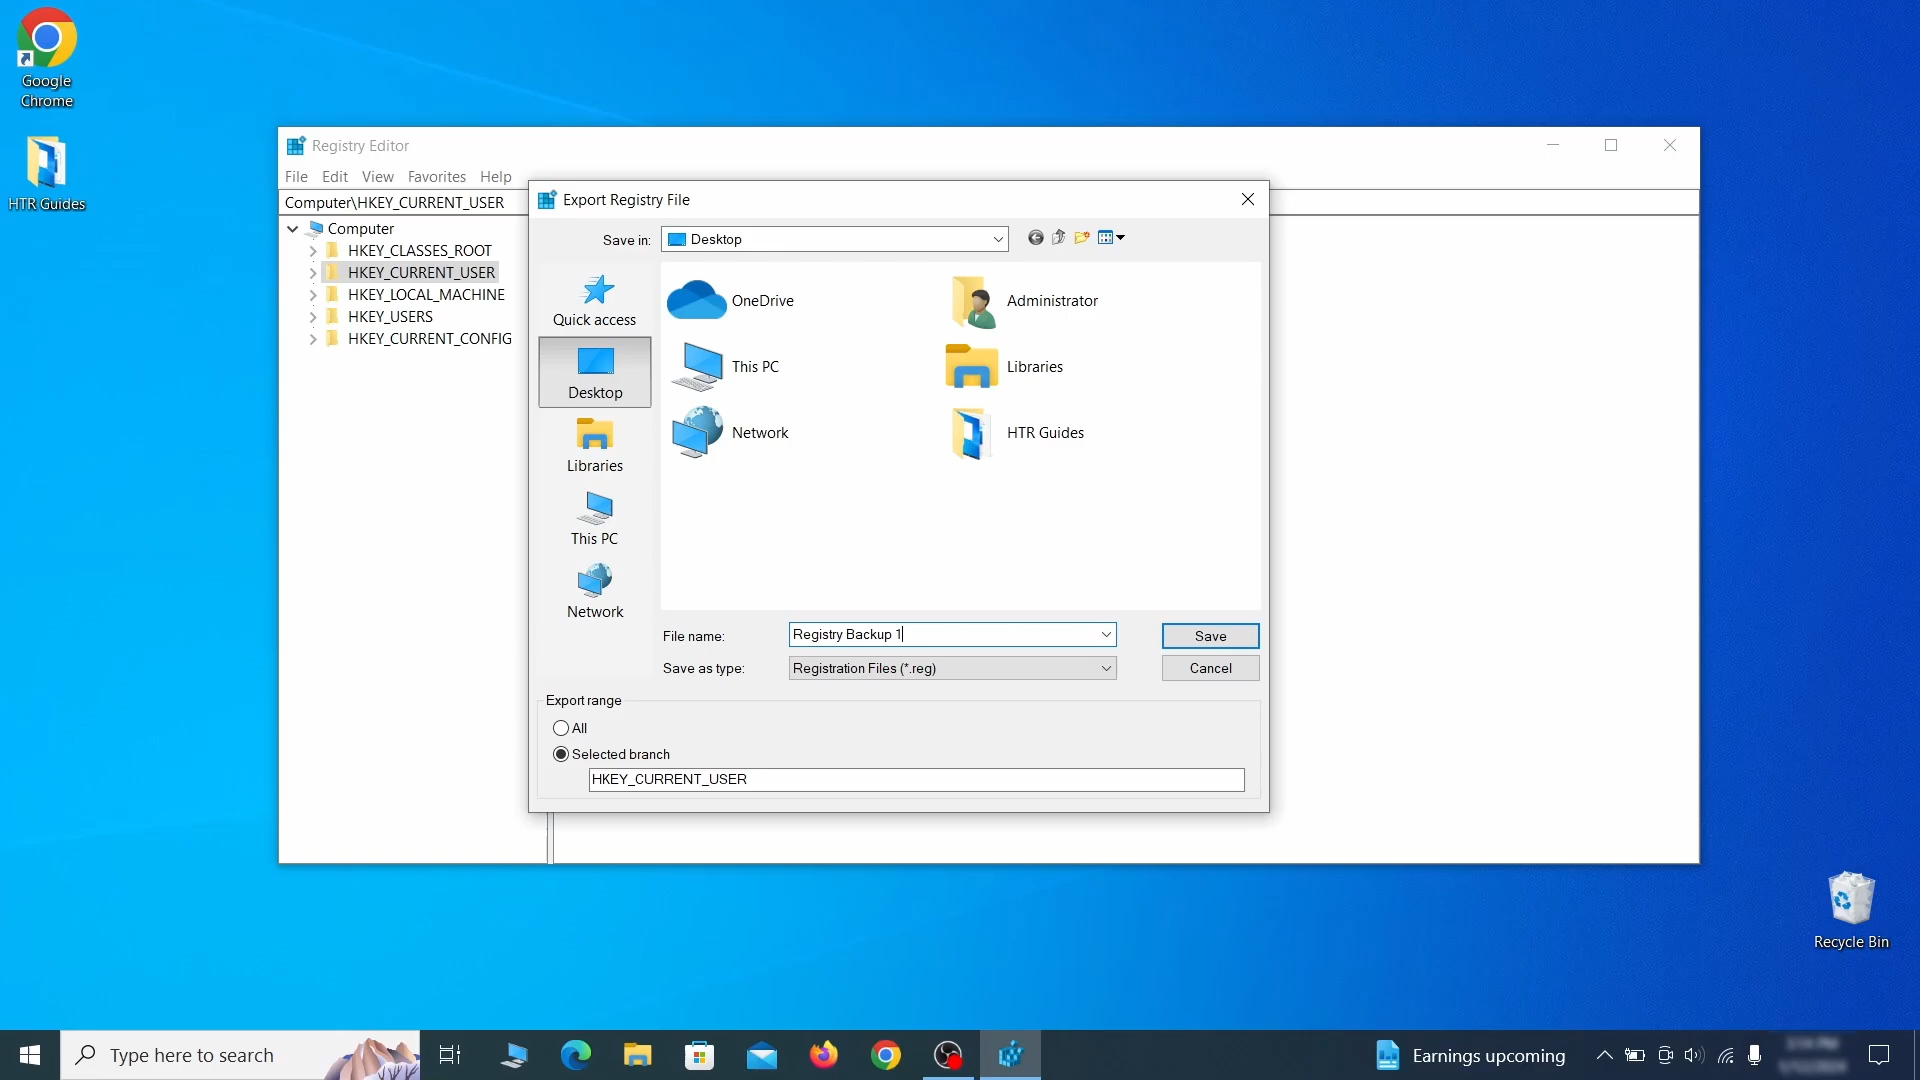 Google
Chrome
HTR Guides
Registry Editor
File Edit View Favorites Help
Computer\HKEY_CURRENT_USER
Computer
HKEY_CLASSES_ROOT
HKEY_CURRENT_USER
HKEY_LOCAL_MACHINE
HKEY_USERS
HKEY_CURRENT_CONFIG
Export Registry File
Save in: Desktop
Quick access
Desktop
Libraries
This PC
Network
OneDrive
Administrator
This PC
Libraries
Network
HTR Guides
File name: Registry Backup 1
Save
Save as type: Registration Files (*.reg)
Cancel
Export range
All
Selected branch
HKEY_CURRENT_USER
Recycle Bin
Type here to search
Earnings upcoming